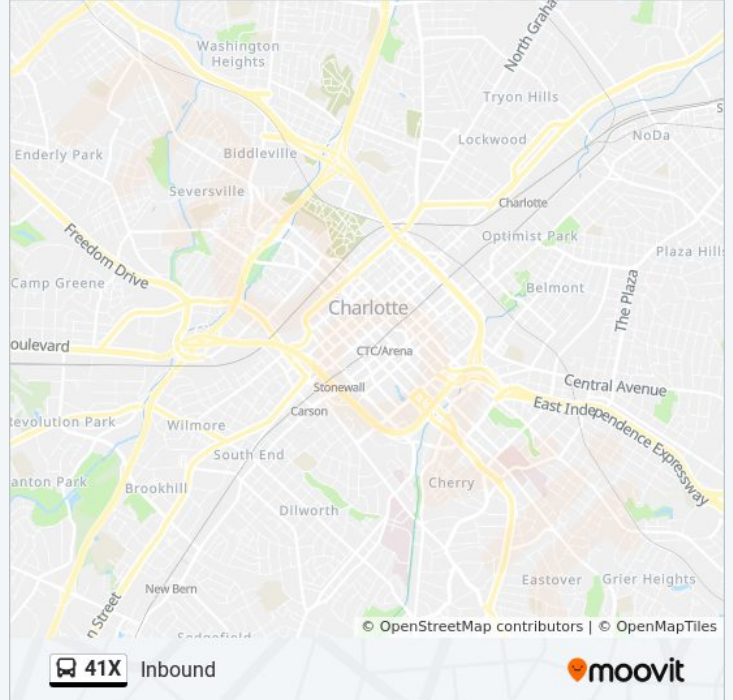 North Graha
Washington
Heights
Tryon Hills
NoDa
Lockwood
Enderly Park
Biddleville
Seversville
Charlotte
Freedom Drive
Optimist Park
Plaza Hills
Camp Greene
Belmont
The Plaza
Charlotte
oulevard
CTC/Arena
Stonewall
Central Avenue
Carson
East Independence Expressway
evolution Park
Wilmore
South End
anton Park
Brookhill
Cherry
Dilworth
Eastover
Grier Heights
New Bern
n Street
Sedgefield
© OpenStreetMap contributors | © OpenMapTiles
41X Inbound
moovit